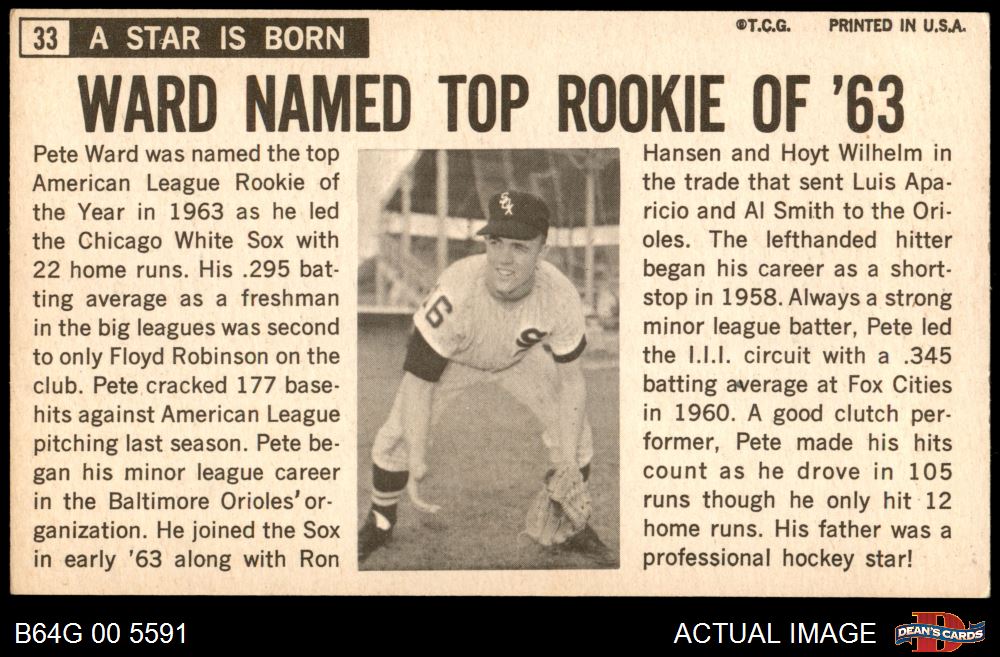 33 A STAR IS BORN
©T.C.G. PRINTED IN U.S.A.
WARD NAMED TOP ROOKIE OF '63
Pete Ward was named the top
American League Rookie of
the Year in 1963 as he led
the Chicago White Sox with
22 home runs. His .295 bat-
ting average as a freshman
in the big leagues was second
to only Floyd Robinson on the
club. Pete cracked 177 base-
hits against American League
pitching last season. Pete be-
gan his minor league career
in the Baltimore Orioles' or-
ganization. He joined the Sox
in early '63 along with Ron
SOX
6
Hansen and Hoyt Wilhelm in
the trade that sent Luis Apa-
ricio and Al Smith to the Ori-
oles. The lefthanded hitter
began his career as a short-
stop in 1958. Always a strong
minor league batter, Pete led
the I.I.I. circuit with a .345
batting average at Fox Cities
in 1960. A good clutch per-
former, Pete made his hits
count as he drove in 105
runs though he only hit 12
home runs. His father was a
professional hockey star!
B64G 00 5591
ACTUAL IMAGE
DEAN'S CARDS